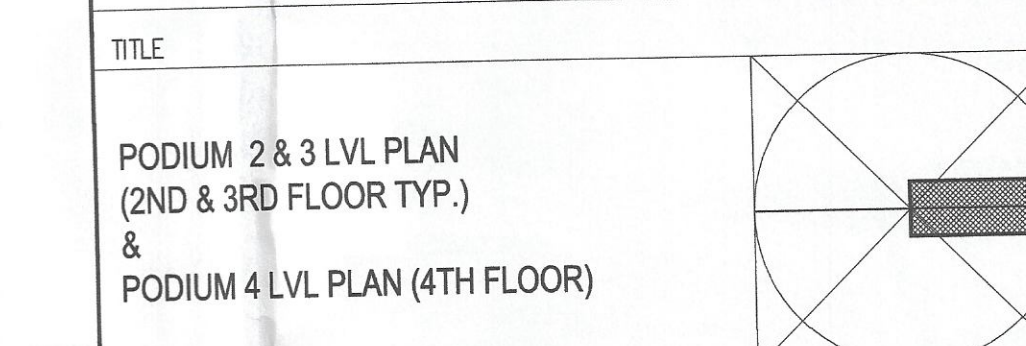 TITLE
PODIUM 2 & 3 LVL PLAN
(2ND & 3RD FLOOR TYP.)
&
PODIUM 4 LVL PLAN (4TH FLOOR)